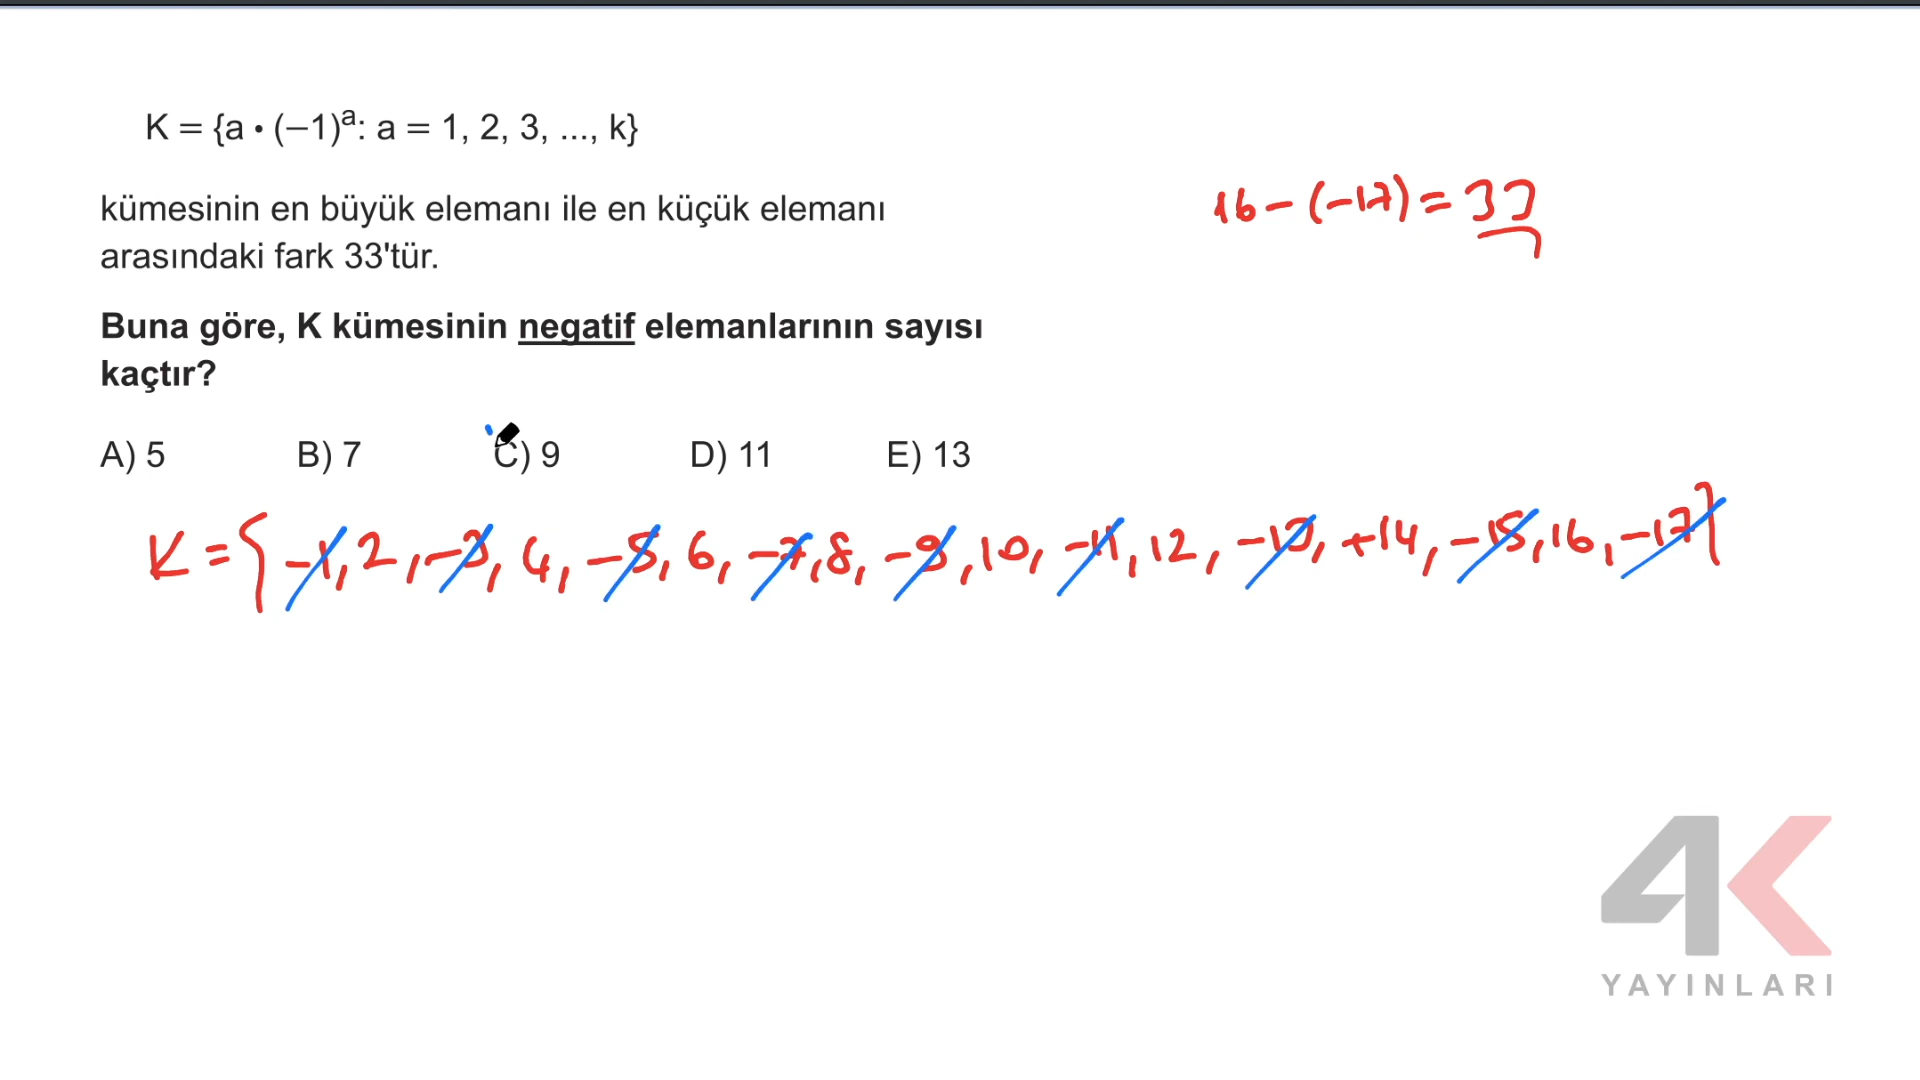 K = {a • (−1)ᵃ: a = 1, 2, 3, ..., k}
kümesinin en büyük elemanı ile en küçük elemanı
arasındaki fark 33'tür.
Buna göre, K kümesinin negatif elemanlarının sayısı
kaçtır?
A) 5 B) 7 C) 9 D) 11 E) 13
16 − (−17) = 33
K = { −1, 2, −3, 4, −5, 6, −7, 8, −9, 10, −11, 12, −13, +14, −15, 16, −17}
4K
YAYINLARI